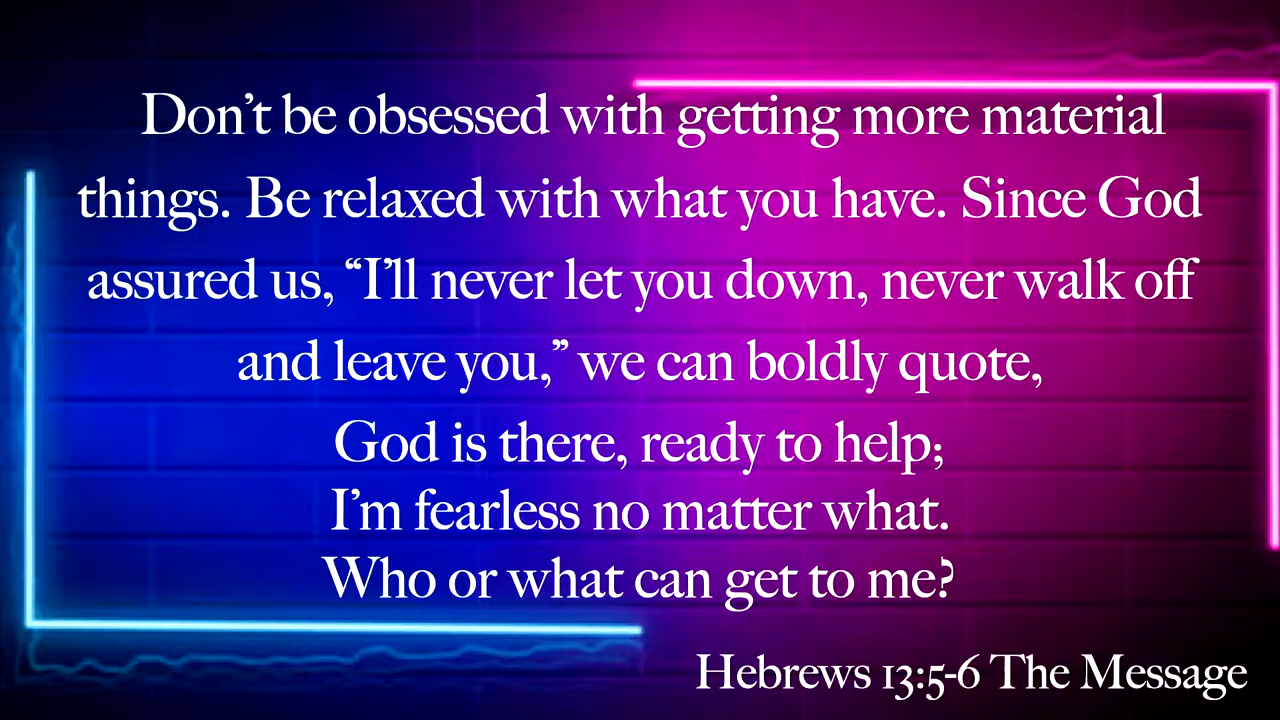 Don’t be obsessed with getting more material
things. Be relaxed with what you have. Since God
assured us, “I’ll never let you down, never walk off
and leave you,” we can boldly quote,
God is there, ready to help;
I’m fearless no matter what.
Who or what can get to me?
Hebrews 13:5-6 The Message